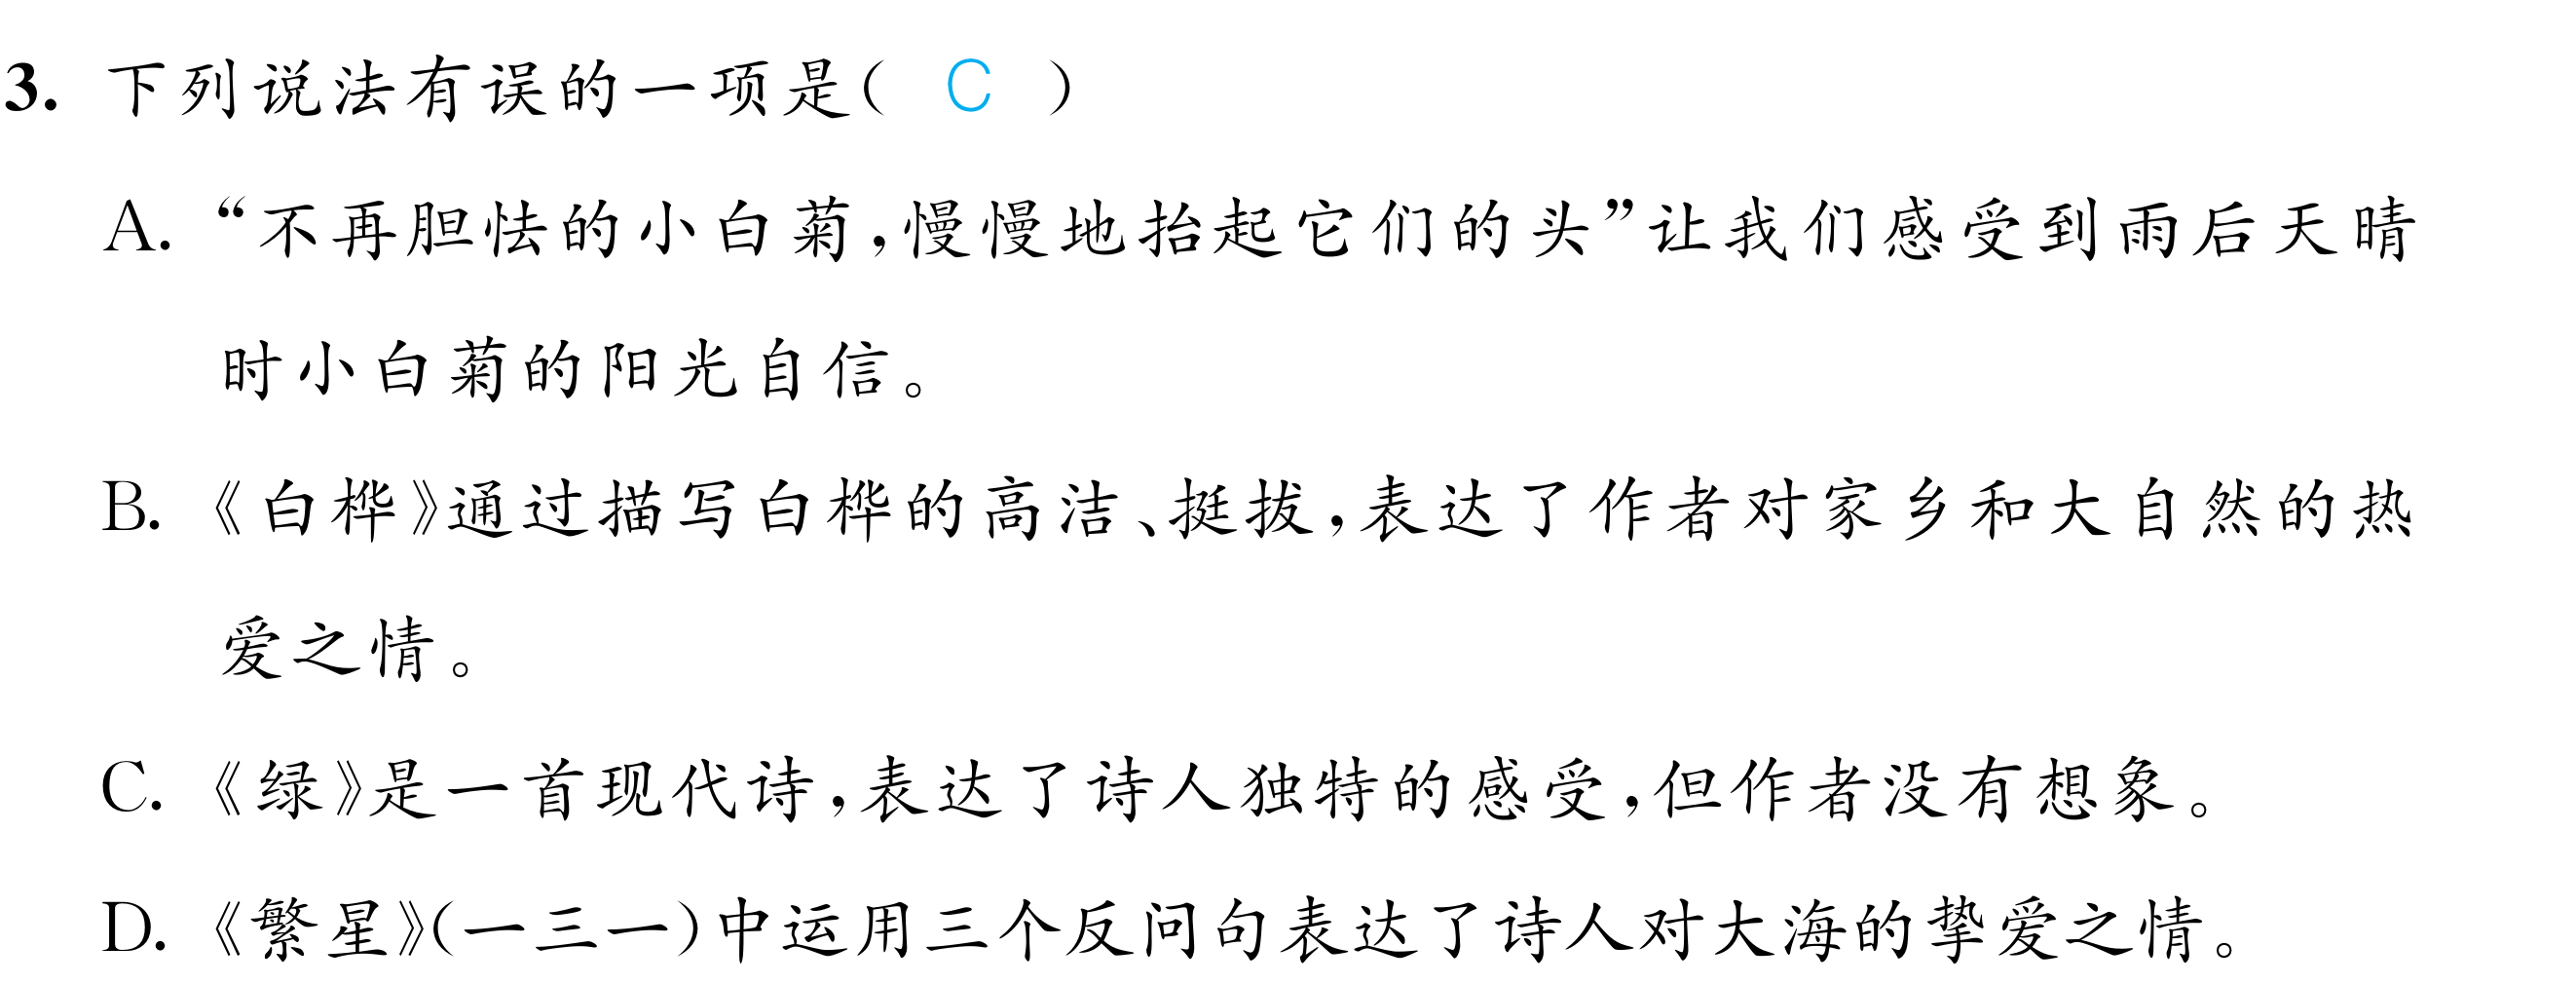 3. 下列说法有误的一项是( C )
A. “不再胆怯的小白菊,慢慢地抬起它们的头”让我们感受到雨后天晴
时小白菊的阳光自信。
B. 《白桦》通过描写白桦的高洁、挺拔,表达了作者对家乡和大自然的热
爱之情。
C. 《绿》是一首现代诗,表达了诗人独特的感受,但作者没有想象。
D. 《繁星》(一三一)中运用三个反问句表达了诗人对大海的挚爱之情。